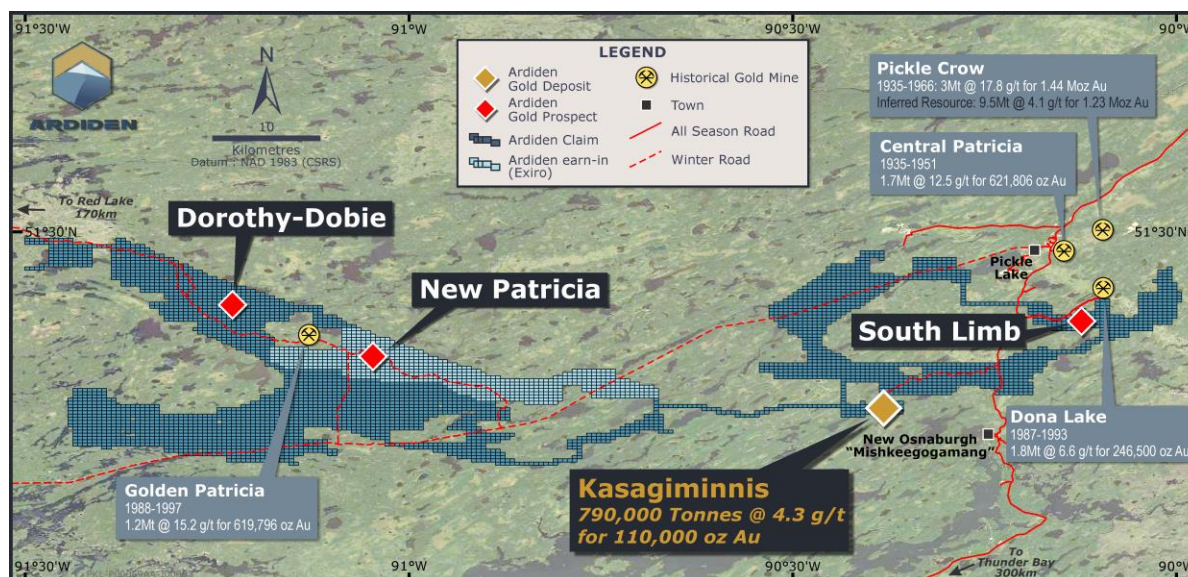 91°30'W
91°W
90°30'W
90°W
ARDIDEN
N
10
Kilometres
Datum : NAD 1983 (CSRS)
LEGEND
Ardiden
Gold Deposit
Ardiden
Gold Prospect
Ardiden Claim
Ardiden earn-in
(Exiro)
Historical Gold Mine
Town
All Season Road
Winter Road
Pickle Crow
1935-1966: 3Mt @ 17.8 g/t for 1.44 Moz Au
Inferred Resource: 9.5Mt @ 4.1 g/t for 1.23 Moz Au
Central Patricia
1935-1951
1.7Mt @ 12.5 g/t for 621,806 oz Au
To Red Lake
170km
51°30'N
51°30'N
Dorothy-Dobie
New Patricia
Pickle
Lake
South Limb
Dona Lake
1987-1993
1.8Mt @ 6.6 g/t for 246,500 oz Au
New Osnaburgh
"Mishkeegogamang"
Golden Patricia
1988-1997
1.2Mt @ 15.2 g/t for 619,796 oz Au
Kasagiminnis
790,000 Tonnes @ 4.3 g/t
for 110,000 oz Au
To
Thunder Bay
300km
91°30'W
91°W
90°30'W
90°W